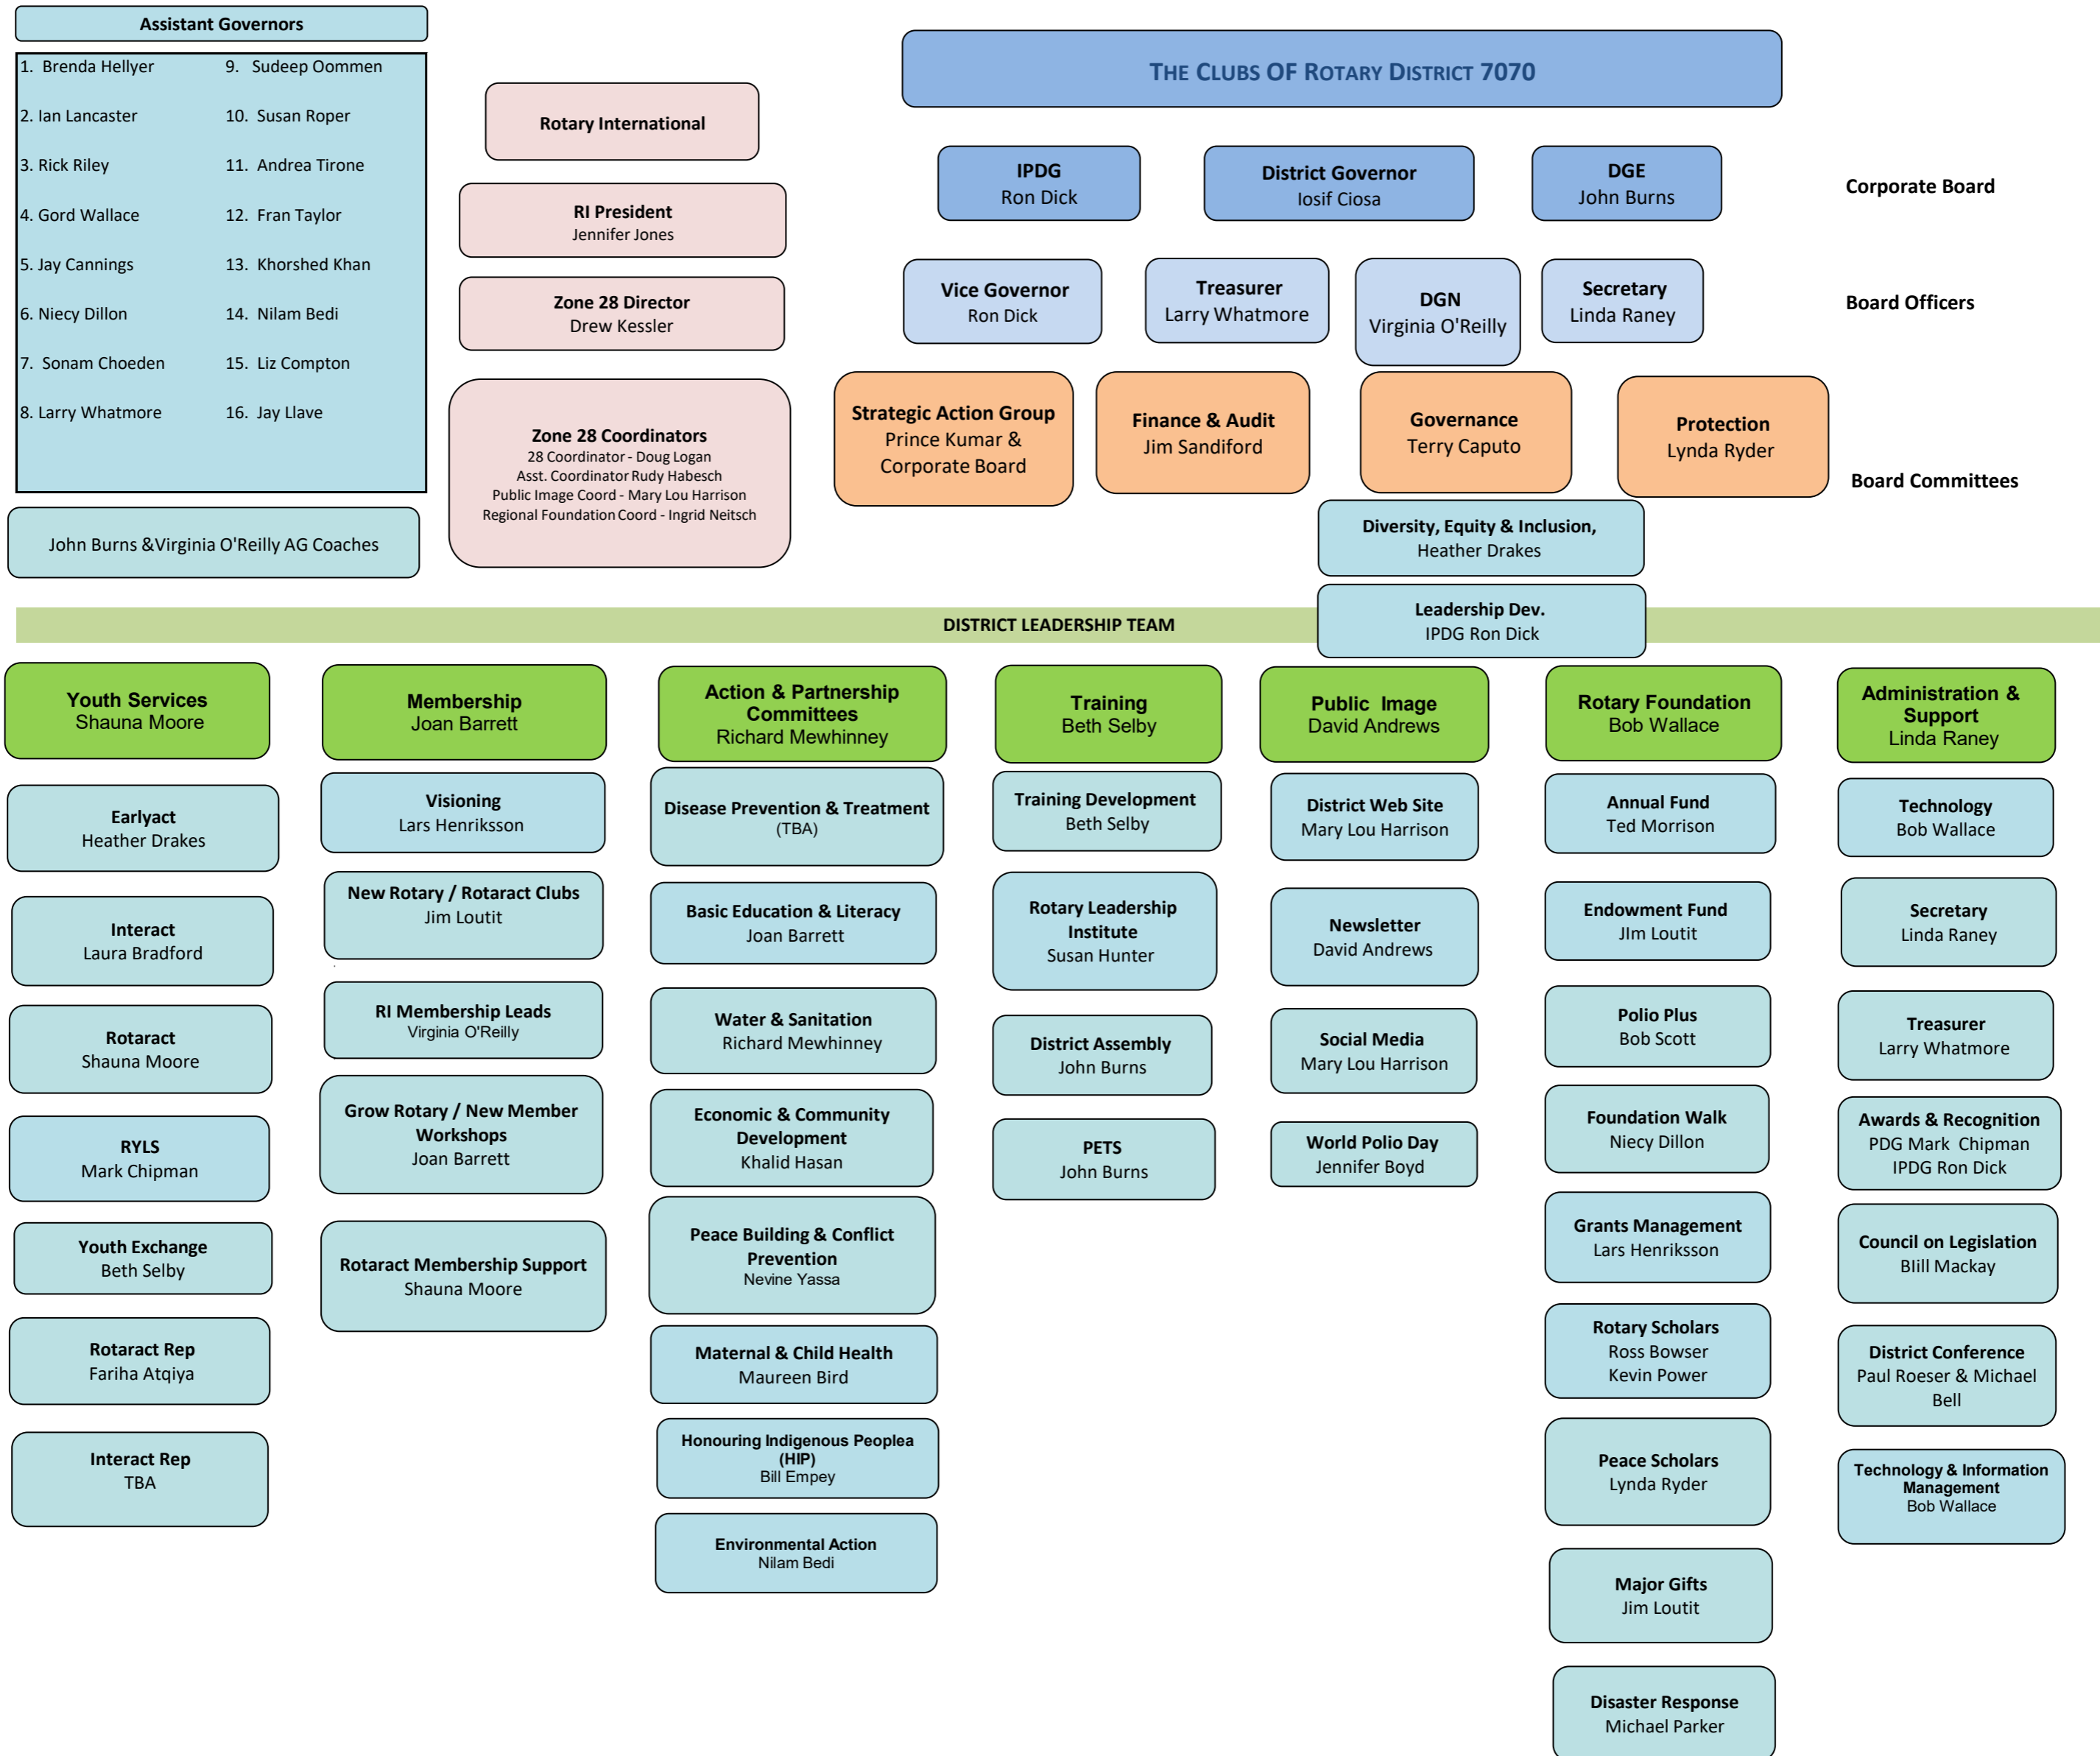 Assistant Governors
1. Brenda Hellyer
2. Ian Lancaster
3. Rick Riley
4. Gord Wallace
5. Jay Cannings
6. Niecy Dillon
7. Sonam Choeden
8. Larry Whatmore
9. Sudeep Oommen
10. Susan Roper
11. Andrea Tirone
12. Fran Taylor
13. Khorshed Khan
14. Nilam Bedi
15. Liz Compton
16. Jay Llave
John Burns &Virginia O'Reilly AG Coaches
Rotary International
RI President
Jennifer Jones
Zone 28 Director
Drew Kessler
Zone 28 Coordinators
28 Coordinator - Doug Logan
Asst. Coordinator Rudy Habesch
Public Image Coord - Mary Lou Harrison
Regional Foundation Coord - Ingrid Neitsch
THE CLUBS OF ROTARY DISTRICT 7070
IPDG
Ron Dick
District Governor
Iosif Ciosa
DGE
John Burns
Corporate Board
Vice Governor
Ron Dick
Treasurer
Larry Whatmore
DGN
Virginia O'Reilly
Secretary
Linda Raney
Board Officers
Strategic Action Group
Prince Kumar &
Corporate Board
Finance & Audit
Jim Sandiford
Governance
Terry Caputo
Protection
Lynda Ryder
Board Committees
Diversity, Equity & Inclusion,
Heather Drakes
Leadership Dev.
IPDG Ron Dick
DISTRICT LEADERSHIP TEAM
Youth Services
Shauna Moore
Earlyact
Heather Drakes
Interact
Laura Bradford
Rotaract
Shauna Moore
RYLS
Mark Chipman
Youth Exchange
Beth Selby
Rotaract Rep
Fariha Atqiya
Interact Rep
TBA
Membership
Joan Barrett
Visioning
Lars Henriksson
New Rotary / Rotaract Clubs
Jim Loutit
RI Membership Leads
Virginia O'Reilly
Grow Rotary / New Member
Workshops
Joan Barrett
Rotaract Membership Support
Shauna Moore
Action & Partnership
Committees
Richard Mewhinney
Disease Prevention & Treatment
(TBA)
Basic Education & Literacy
Joan Barrett
Water & Sanitation
Richard Mewhinney
Economic & Community
Development
Khalid Hasan
Peace Building & Conflict
Prevention
Nevine Yassa
Maternal & Child Health
Maureen Bird
Honouring Indigenous Peoplea
(HIP)
Bill Empey
Environmental Action
Nilam Bedi
Training
Beth Selby
Training Development
Beth Selby
Rotary Leadership
Institute
Susan Hunter
District Assembly
John Burns
PETS
John Burns
Public Image
David Andrews
District Web Site
Mary Lou Harrison
Newsletter
David Andrews
Social Media
Mary Lou Harrison
World Polio Day
Jennifer Boyd
Rotary Foundation
Bob Wallace
Annual Fund
Ted Morrison
Endowment Fund
JIm Loutit
Polio Plus
Bob Scott
Foundation Walk
Niecy Dillon
Grants Management
Lars Henriksson
Rotary Scholars
Ross Bowser
Kevin Power
Peace Scholars
Lynda Ryder
Major Gifts
Jim Loutit
Disaster Response
Michael Parker
Administration &
Support
Linda Raney
Technology
Bob Wallace
Secretary
Linda Raney
Treasurer
Larry Whatmore
Awards & Recognition
PDG Mark Chipman
IPDG Ron Dick
Council on Legislation
BIill Mackay
District Conference
Paul Roeser & Michael
Bell
Technology & Information
Management
Bob Wallace